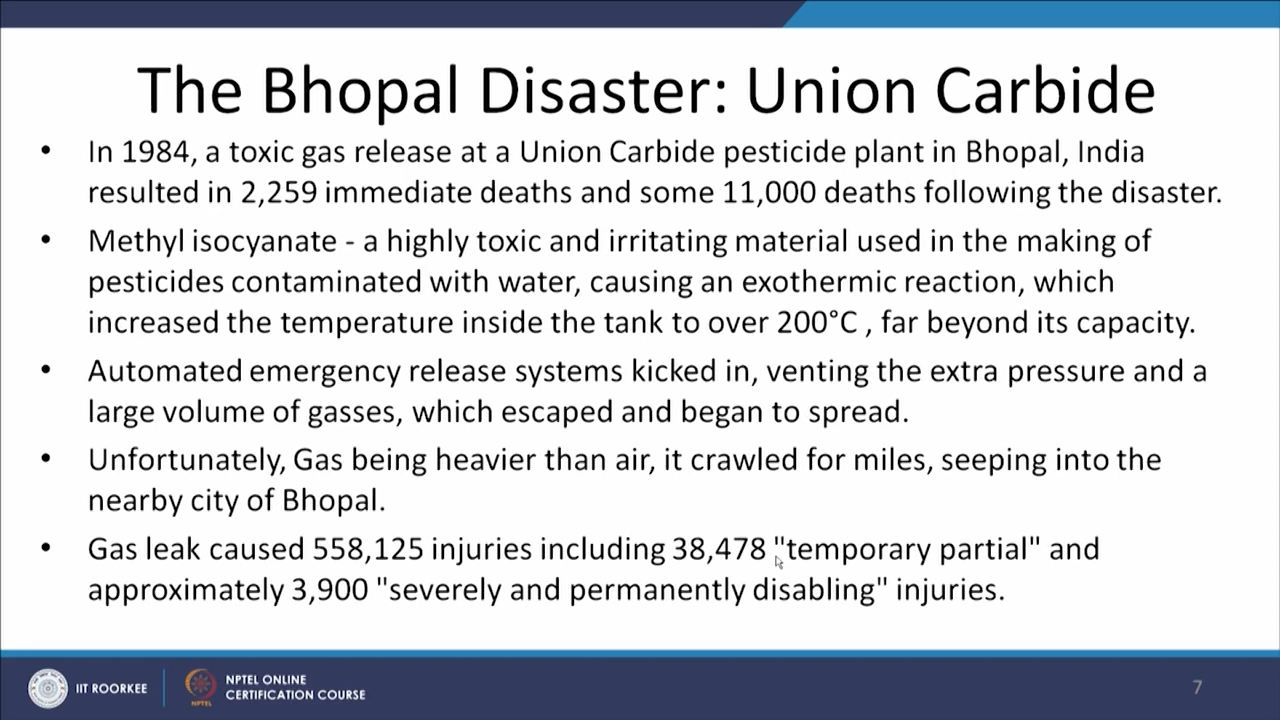 The Bhopal Disaster: Union Carbide
• In 1984, a toxic gas release at a Union Carbide pesticide plant in Bhopal, India
resulted in 2,259 immediate deaths and some 11,000 deaths following the disaster.
• Methyl isocyanate - a highly toxic and irritating material used in the making of
pesticides contaminated with water, causing an exothermic reaction, which
increased the temperature inside the tank to over 200°C , far beyond its capacity.
• Automated emergency release systems kicked in, venting the extra pressure and a
large volume of gasses, which escaped and began to spread.
• Unfortunately, Gas being heavier than air, it crawled for miles, seeping into the
nearby city of Bhopal.
• Gas leak caused 558,125 injuries including 38,478 "temporary partial" and
approximately 3,900 "severely and permanently disabling" injuries.
IIT ROORKEE
NPTEL
NPTEL ONLINE
CERTIFICATION COURSE
7